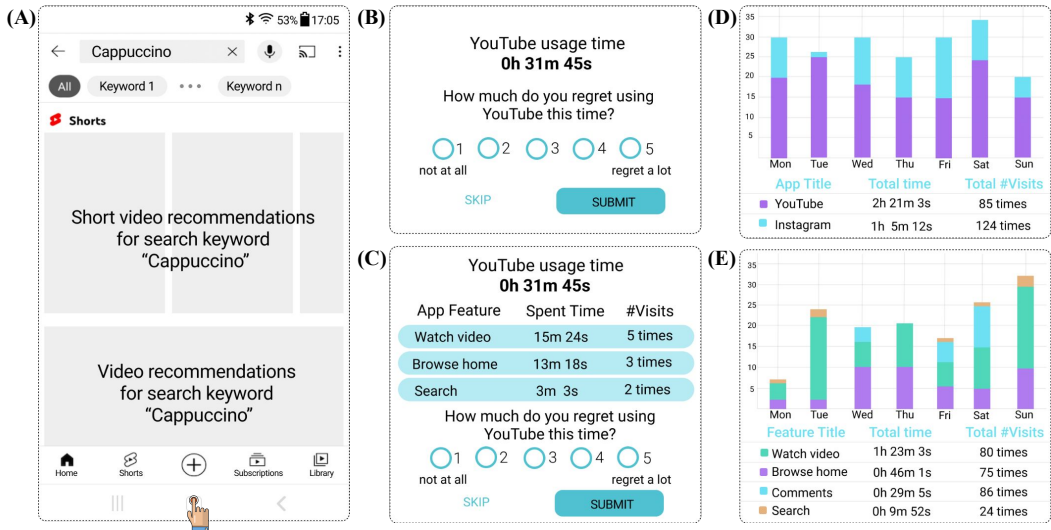 (A)
53% 17:05
Cappuccino
All Keyword 1 Keyword n
Shorts
Short video recommendations
for search keyword
“Cappuccino”
Video recommendations
for search keyword
“Cappuccino”
Home Shorts Subscriptions Library
(B)
YouTube usage time
0h 31m 45s
How much do you regret using
YouTube this time?
1 2 3 4 5
not at all regret a lot
SKIP SUBMIT
(C)
YouTube usage time
0h 31m 45s
App Feature Spent Time #Visits
Watch video 15m 24s 5 times
Browse home 13m 18s 3 times
Search 3m 3s 2 times
How much do you regret using
YouTube this time?
1 2 3 4 5
not at all regret a lot
SKIP SUBMIT
(D)
35
30
25
20
15
10
5
Mon Tue Wed Thu Fri Sat Sun
App Title Total time Total #Visits
YouTube 2h 21m 3s 85 times
Instagram 1h 5m 12s 124 times
(E)
35
30
25
20
15
10
5
Mon Tue Wed Thu Fri Sat Sun
Feature Title Total time Total #Visits
Watch video 1h 23m 3s 80 times
Browse home 0h 46m 1s 75 times
Comments 0h 29m 5s 86 times
Search 0h 9m 52s 24 times